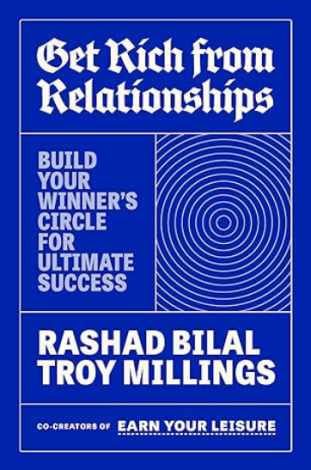 Get Rich from
Relationships
BUILD
YOUR
WINNER'S
CIRCLE
FOR
ULTIMATE
SUCCESS
RASHAD BILAL
TROY MILLINGS
CO-CREATORS OF EARN YOUR LEISURE